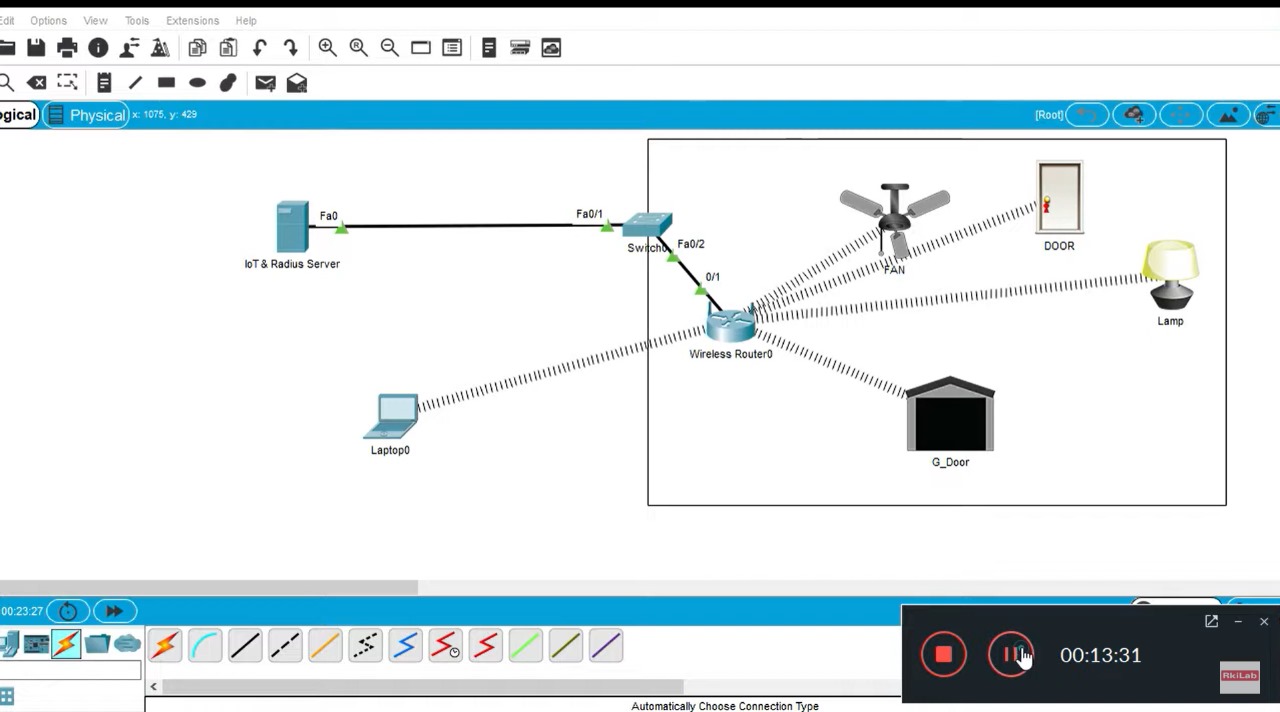 Edit Options View Tools Extensions Help
ogical Physical x: 1075, y: 429 [Root]
DOOR
Fa0 Fa0/1
Switch0 Fa0/2
IoT & Radius Server
FAN
0/1
Lamp
Wireless Router0
Laptop0
G_Door
00:23:27
00:13:31
RkiLab
Automatically Choose Connection Type